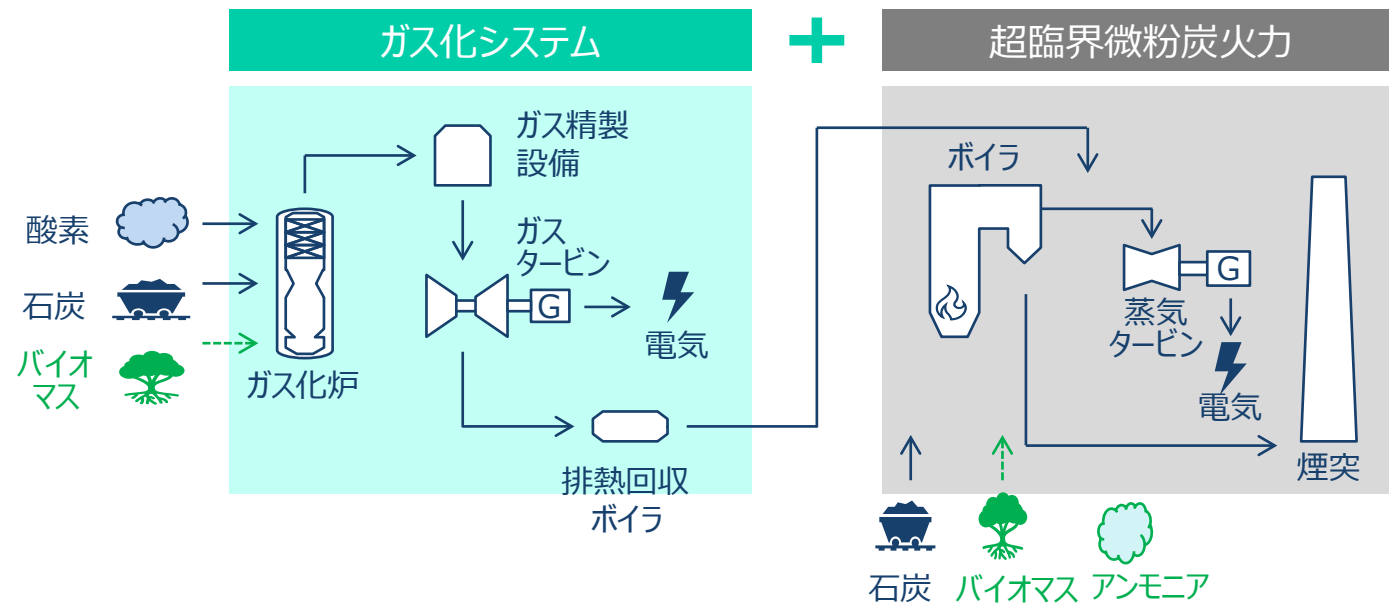 ガス化システム
+
超臨界微粉炭火力
ガス精製
設備
ボイラ
酸素
ガス
タービン
G
G
石炭
電気
蒸気
タービン
バイオ
マス
ガス化炉
電気
排熱回収
ボイラ
煙突
石炭
バイオマス
アンモニア